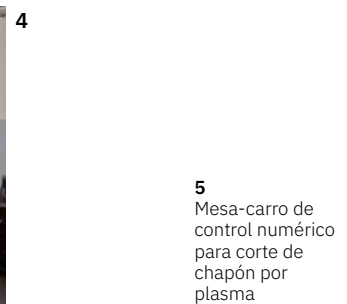 4
5
Mesa-carro de
control numérico
para corte de
chapón por
plasma